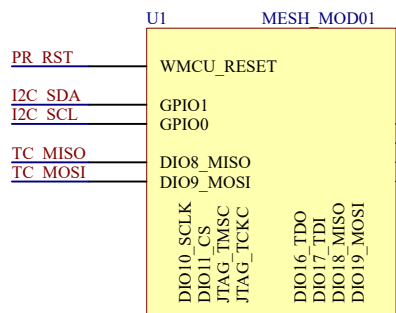 U1 MESH_MOD01
PR_RST WMCU_RESET
I2C_SDA GPIO1
I2C_SCL GPIO0
TC_MISO DIO8_MISO
TC_MOSI DIO9_MOSI
DIO10_SCLK
DIO11_CS
JTAG_TMSC
JTAG_TCKC
DIO16_TDO
DIO17_TDI
DIO18_MISO
DIO19_MOSI